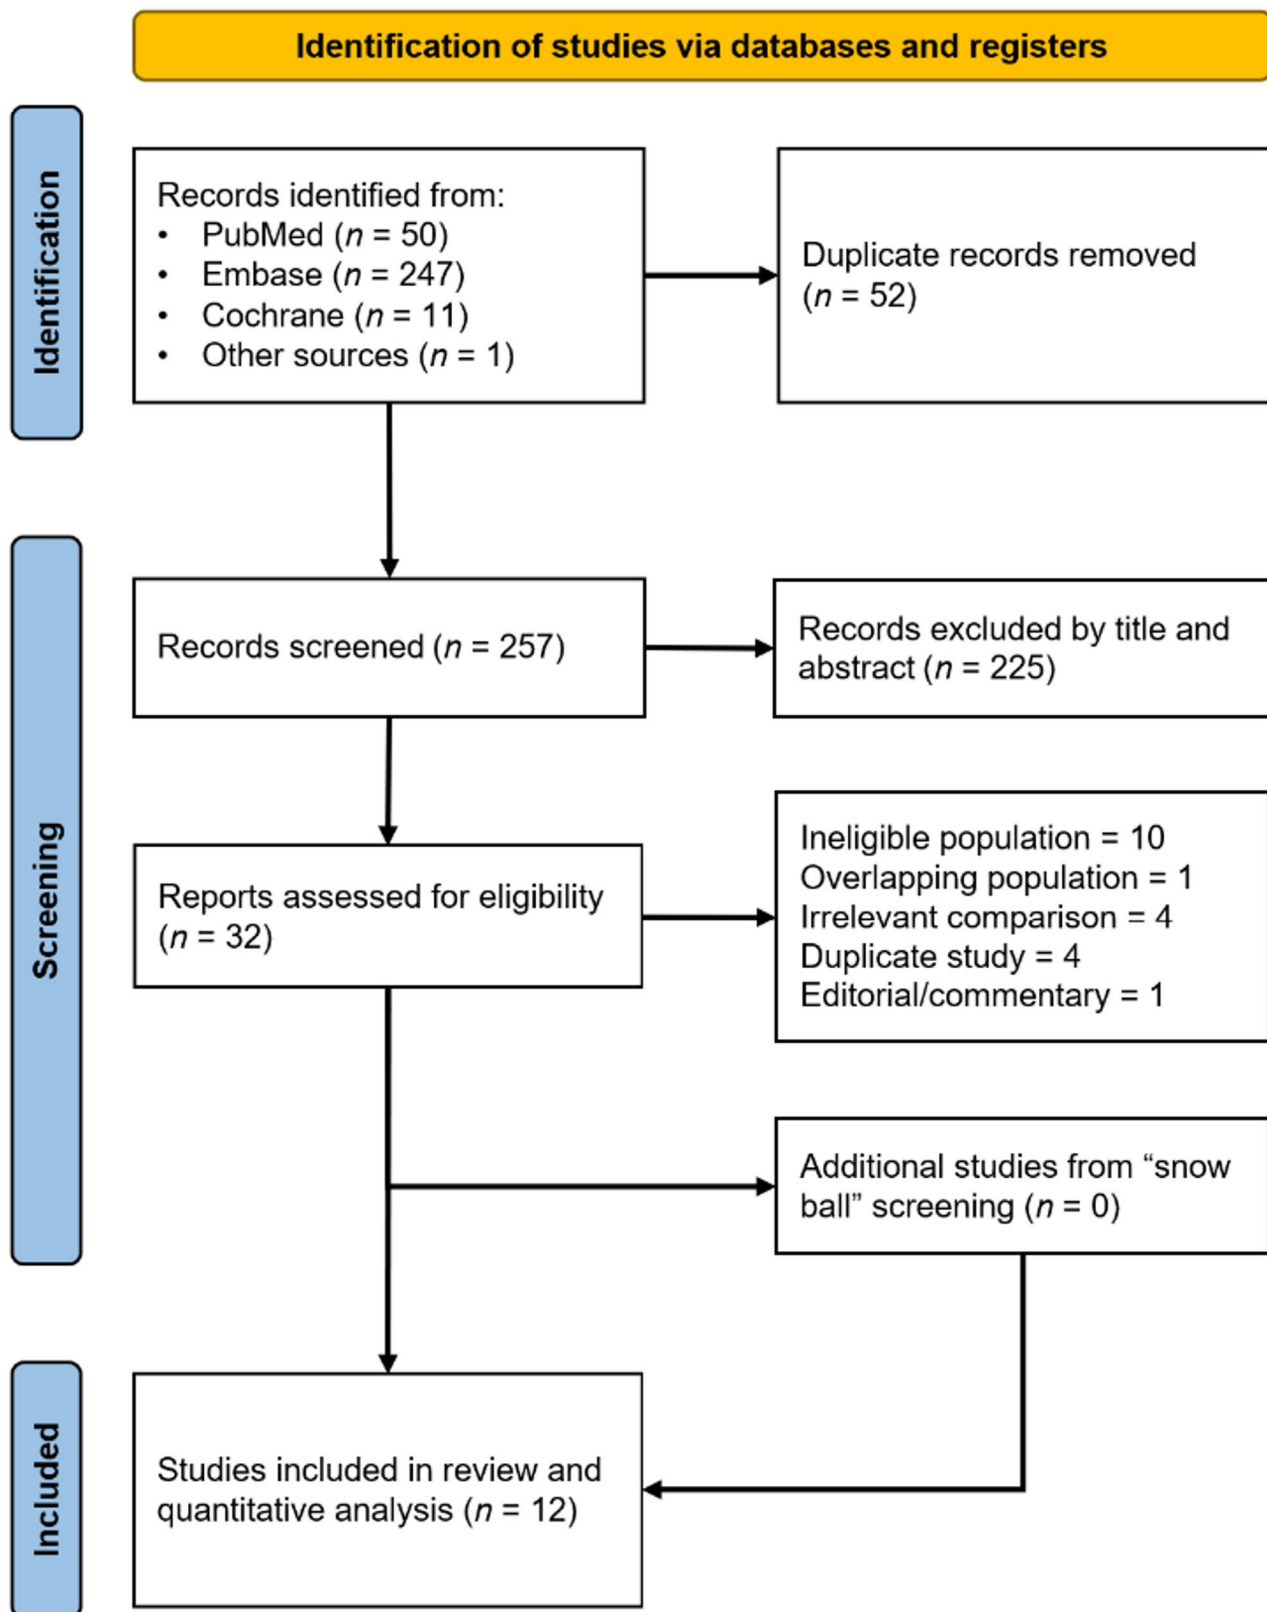 Identification of studies via databases and registers
Identification
Records identified from:
• PubMed (n = 50)
• Embase (n = 247)
• Cochrane (n = 11)
• Other sources (n = 1)
Duplicate records removed
(n = 52)
Screening
Records screened (n = 257)
Records excluded by title and
abstract (n = 225)
Reports assessed for eligibility
(n = 32)
Ineligible population = 10
Overlapping population = 1
Irrelevant comparison = 4
Duplicate study = 4
Editorial/commentary = 1
Additional studies from “snow
ball” screening (n = 0)
Included
Studies included in review and
quantitative analysis (n = 12)